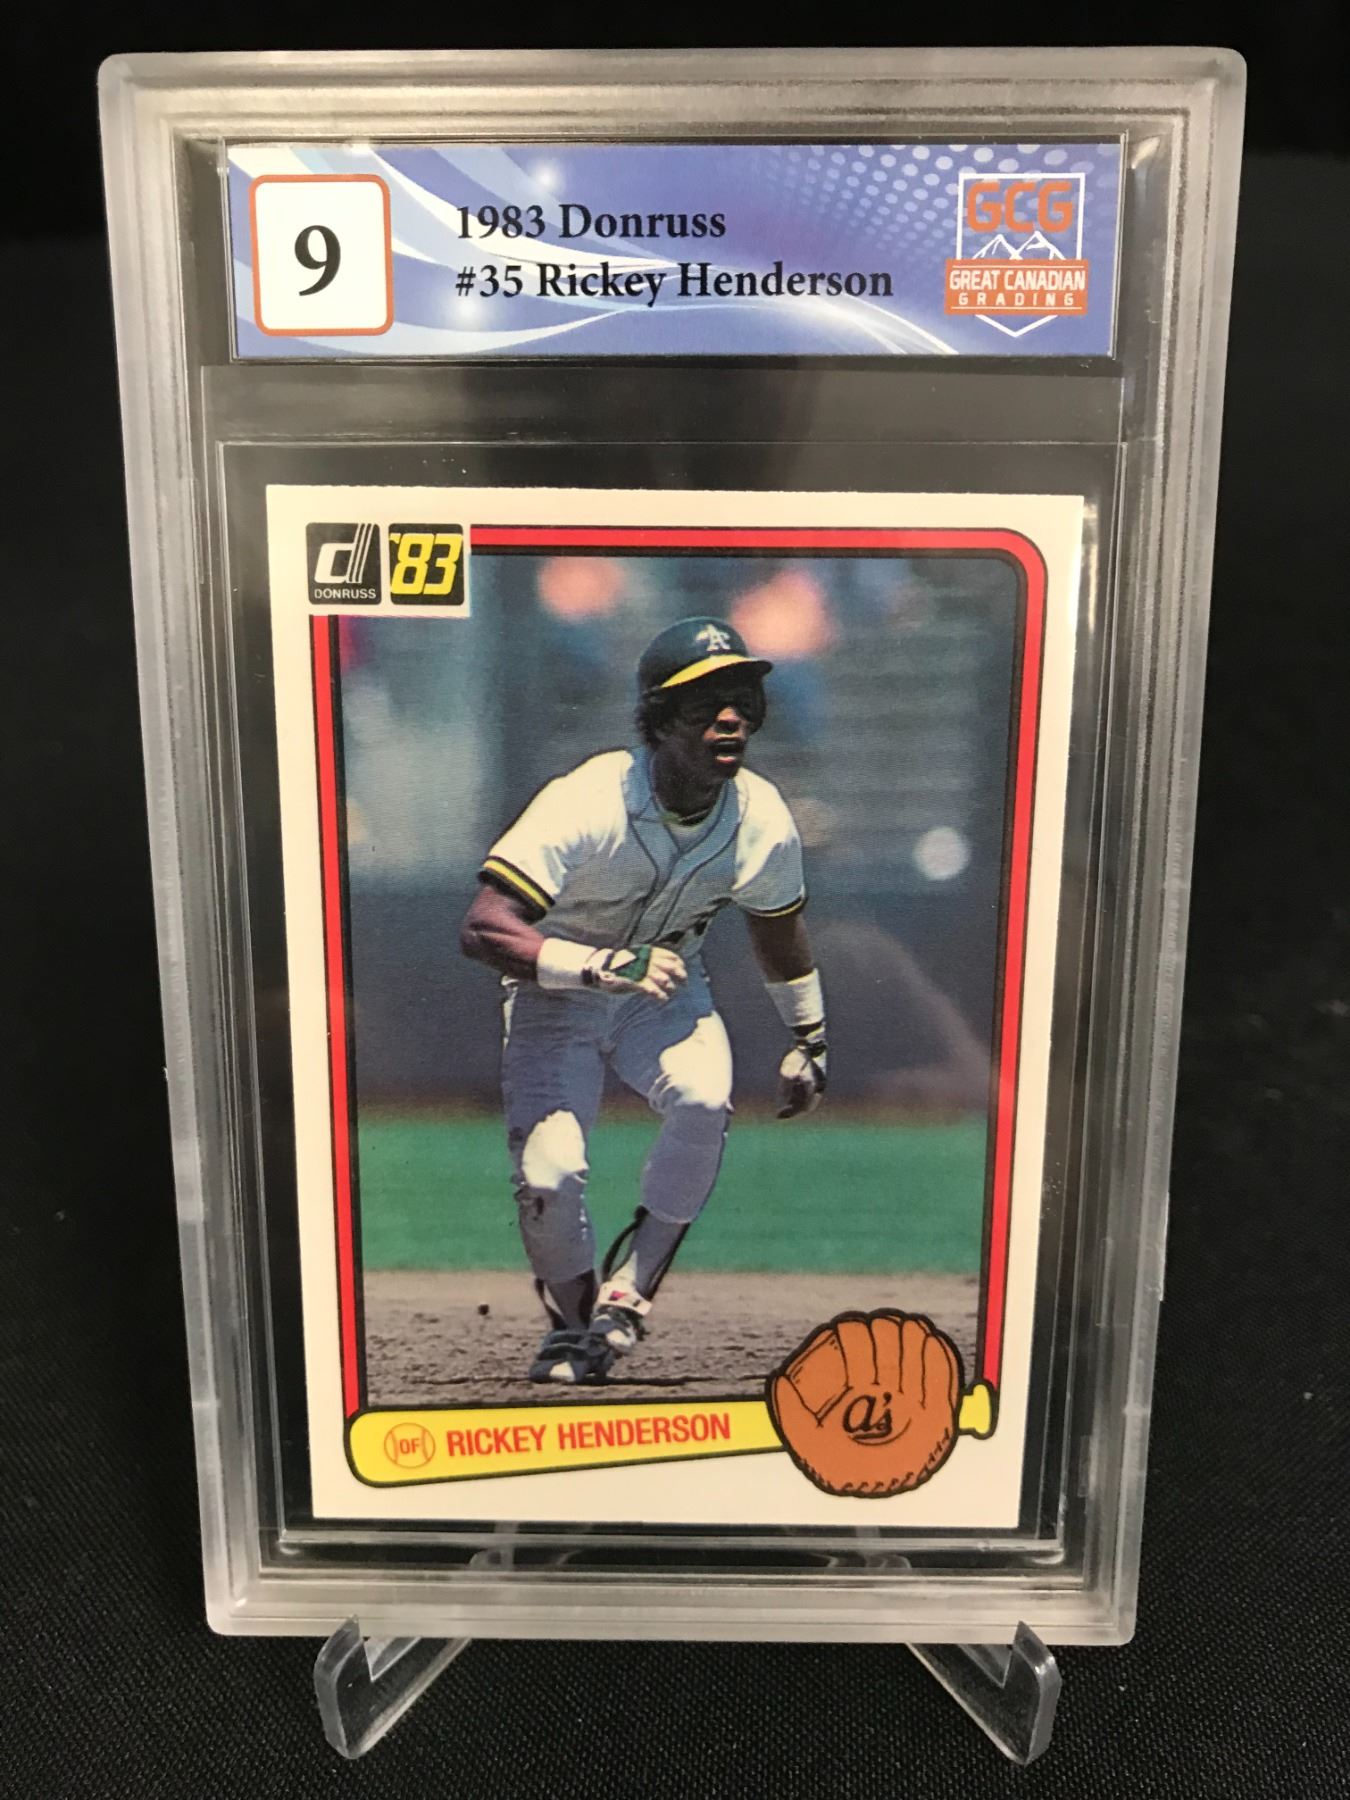 9
1983 Donruss
#35 Rickey Henderson
GCG
GREAT CANADIAN
GRADING
d '83
DONRUSS
A
OF RICKEY HENDERSON
a's